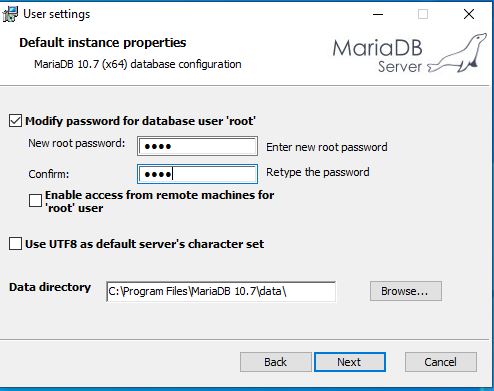 User settings
Default instance properties
MariaDB 10.7 (x64) database configuration
MariaDB
Server
Modify password for database user 'root'
New root password: •••• Enter new root password
Confirm: •••• Retype the password
Enable access from remote machines for
'root' user
Use UTF8 as default server's character set
Data directory C:\Program Files\MariaDB 10.7\data\ Browse...
Back Next Cancel